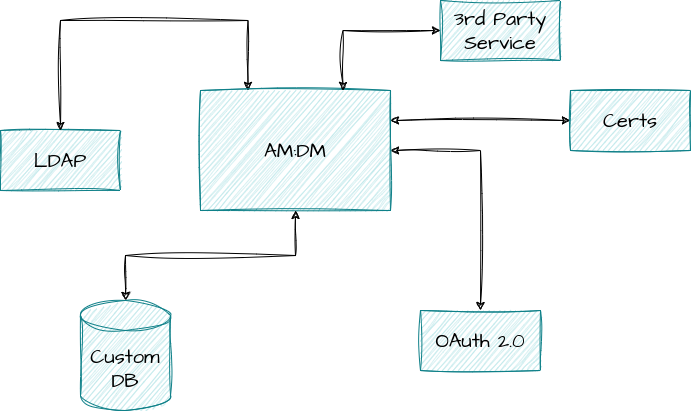 3rd Party
Service
Certs
AM:DM
LDAP
OAuth 2.0
Custom
DB